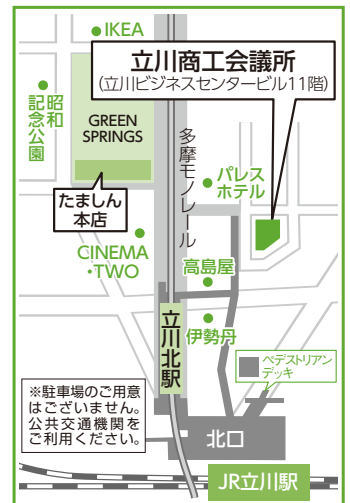 IKEA
立川商工会議所
(立川ビジネスセンタービル11階)
昭和
記念公園
GREEN
SPRINGS
多摩モノレール
パレス
ホテル
たましん
本店
CINEMA
・TWO
高島屋
立川北駅
伊勢丹
ペデストリアン
デッキ
※駐車場のご用意
はございません。
公共交通機関を
ご利用ください。
北口
JR立川駅